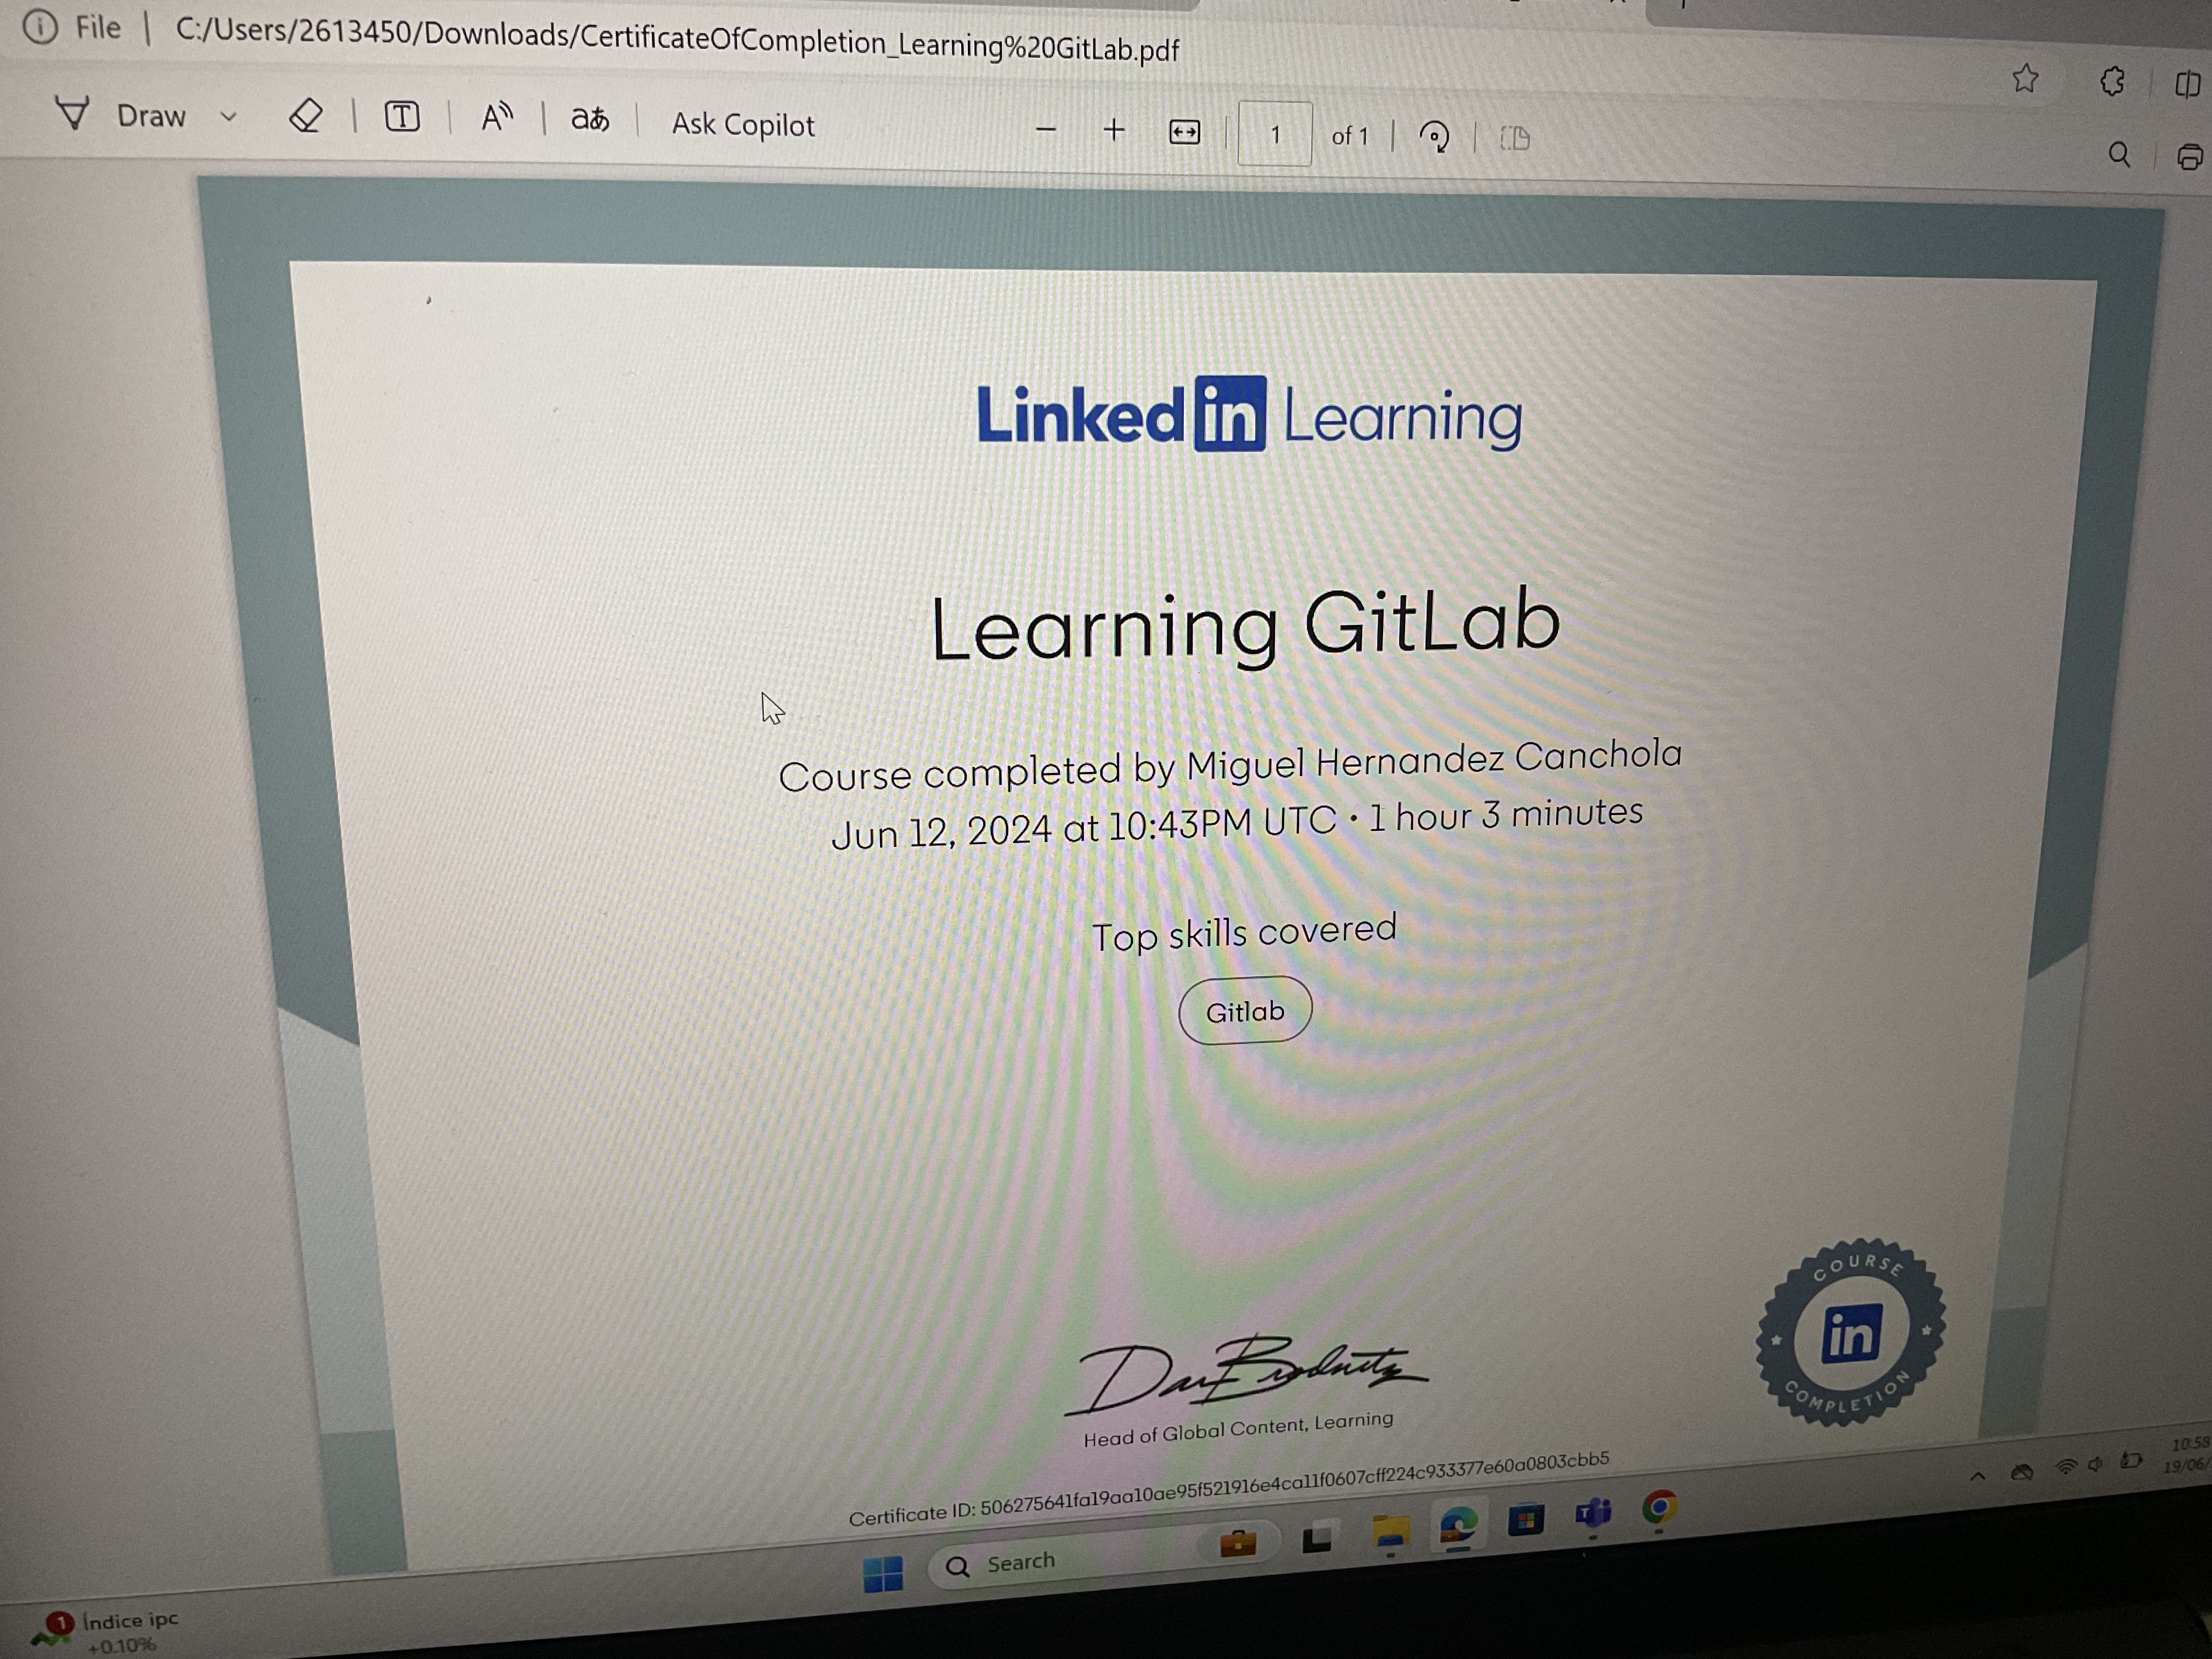 File | C:/Users/2613450/Downloads/CertificateOfCompletion_Learning%20GitLab.pdf
Draw
aあ
Ask Copilot
1 of 1
Linked in Learning
Learning GitLab
Course completed by Miguel Hernandez Canchola
Jun 12, 2024 at 10:43PM UTC • 1 hour 3 minutes
Top skills covered
Gitlab
COURSE
in
COMPLETION
Head of Global Content, Learning
Certificate ID: 506275641fa19aa10ae95f521916e4ca11f0607cff224c933377e60a0803cbb5
Search
10:58
19/06/
1
Índice ipc
+0.10%